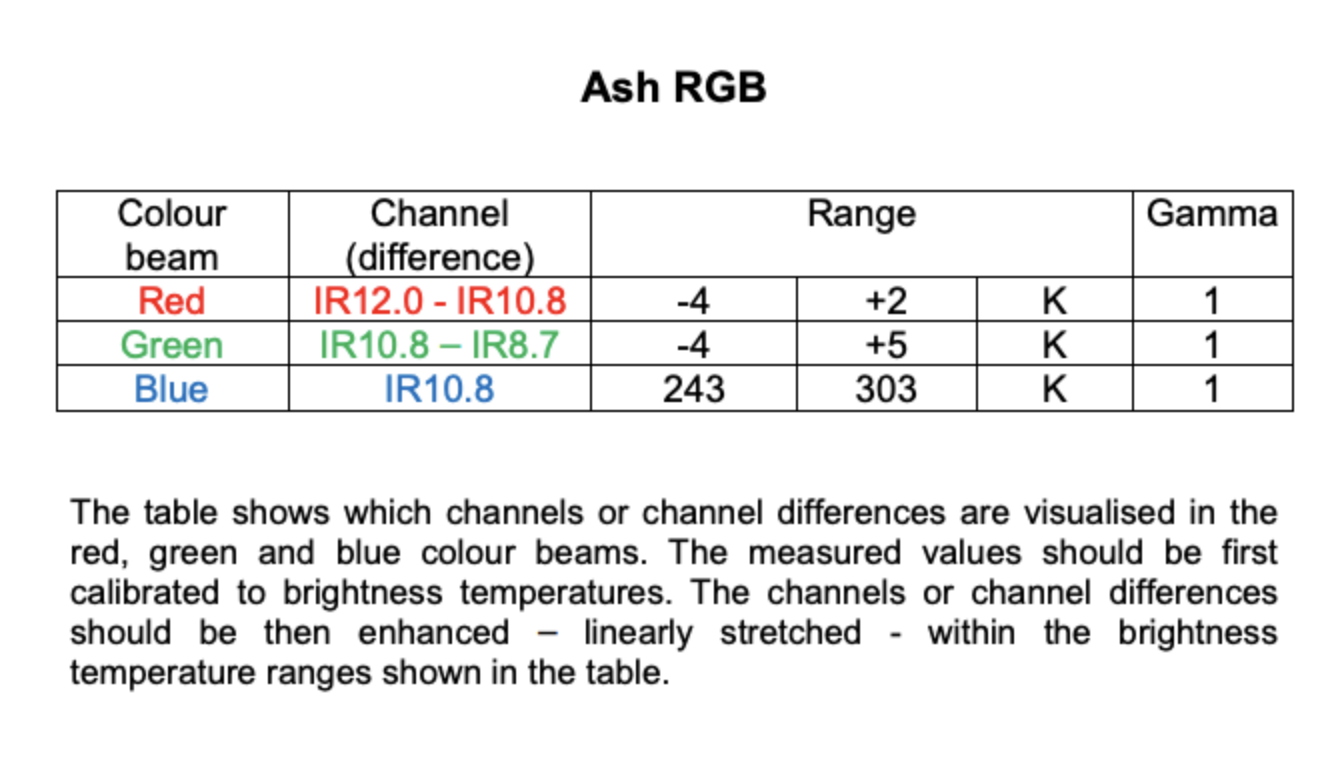 Ash RGB
Colour beam Channel (difference) Range Gamma
Red IR12.0 - IR10.8 -4 +2 K 1
Green IR10.8 – IR8.7 -4 +5 K 1
Blue IR10.8 243 303 K 1
The table shows which channels or channel differences are visualised in the
red, green and blue colour beams. The measured values should be first
calibrated to brightness temperatures. The channels or channel differences
should be then enhanced – linearly stretched - within the brightness
temperature ranges shown in the table.